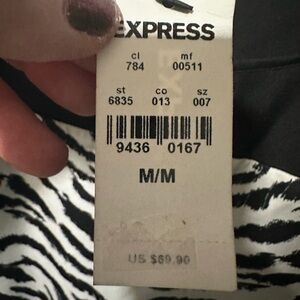 EXPRESS
cl mf
784 00511
st co sz
6835 013 007
9436 0167
M/M
US $69.90